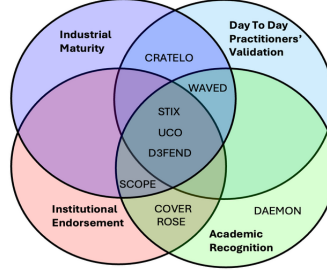 Industrial
Maturity
Day To Day
Practitioners'
Validation
CRATELO
WAVED
STIX
UCO
D3FEND
SCOPE
Institutional
Endorsement
COVER
ROSE
DAEMON
Academic
Recognition